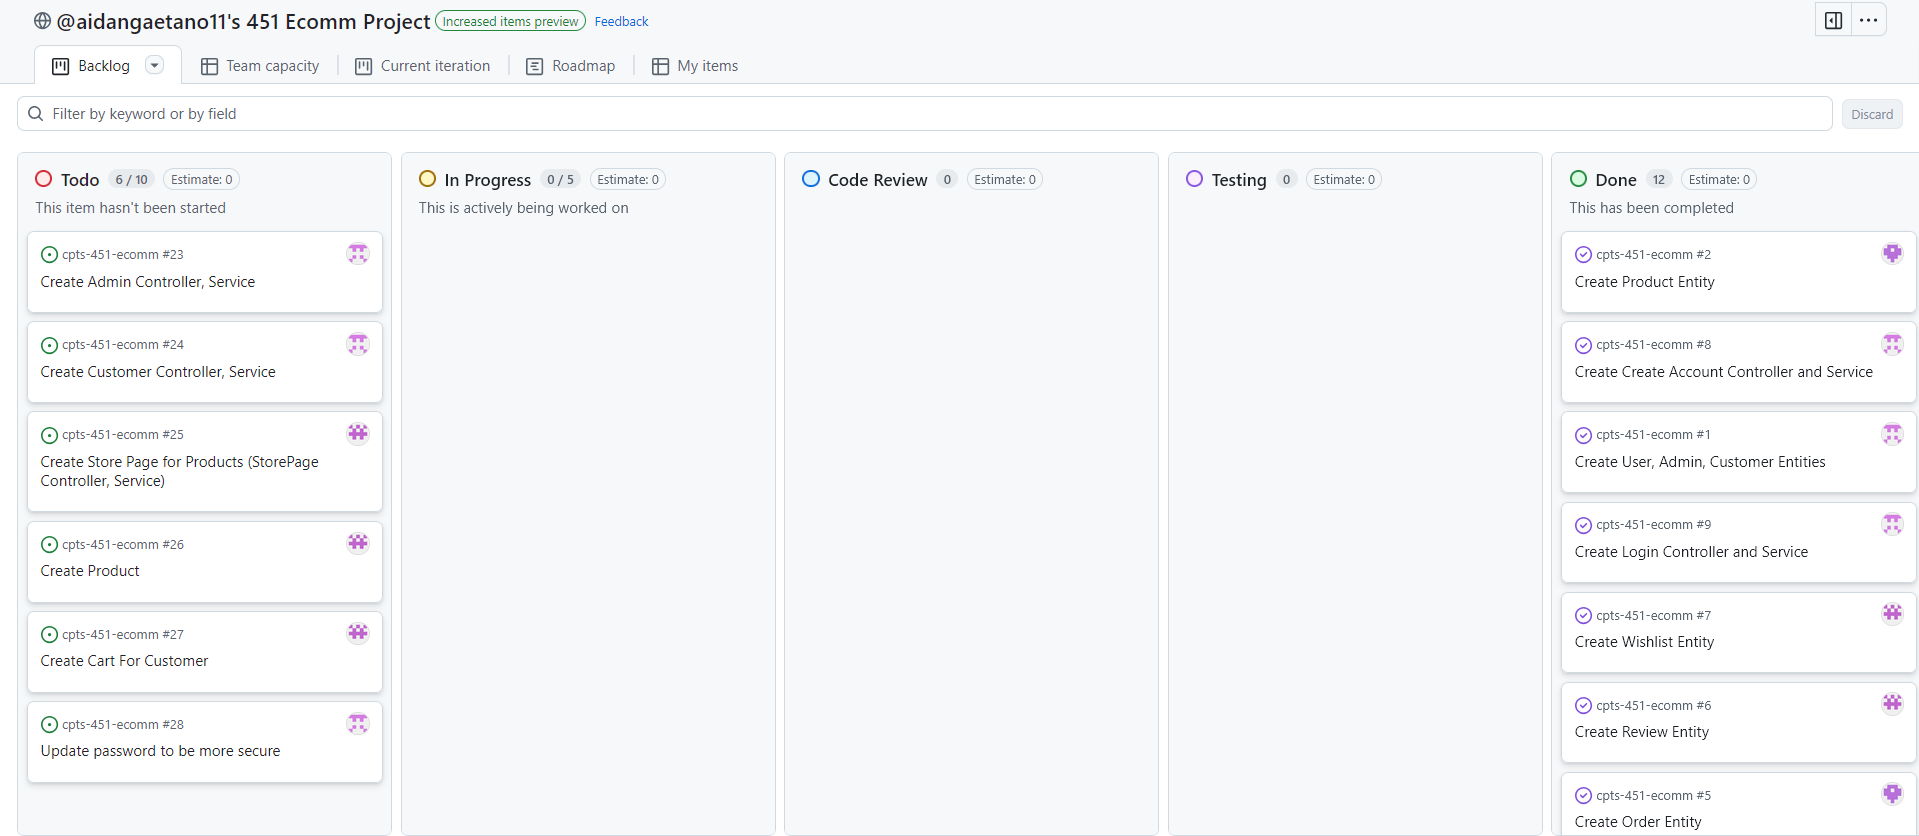 @aidangaetano11's 451 Ecomm Project Increased items preview Feedback
Backlog Team capacity Current iteration Roadmap My items
Filter by keyword or by field Discard
Todo 6 / 10 Estimate: 0
This item hasn't been started
cpts-451-ecomm #23
Create Admin Controller, Service
cpts-451-ecomm #24
Create Customer Controller, Service
cpts-451-ecomm #25
Create Store Page for Products (StorePage
Controller, Service)
cpts-451-ecomm #26
Create Product
cpts-451-ecomm #27
Create Cart For Customer
cpts-451-ecomm #28
Update password to be more secure
In Progress 0 / 5 Estimate: 0
This is actively being worked on
Code Review 0 Estimate: 0
Testing 0 Estimate: 0
Done 12 Estimate: 0
This has been completed
cpts-451-ecomm #2
Create Product Entity
cpts-451-ecomm #8
Create Create Account Controller and Service
cpts-451-ecomm #1
Create User, Admin, Customer Entities
cpts-451-ecomm #9
Create Login Controller and Service
cpts-451-ecomm #7
Create Wishlist Entity
cpts-451-ecomm #6
Create Review Entity
cpts-451-ecomm #5
Create Order Entity